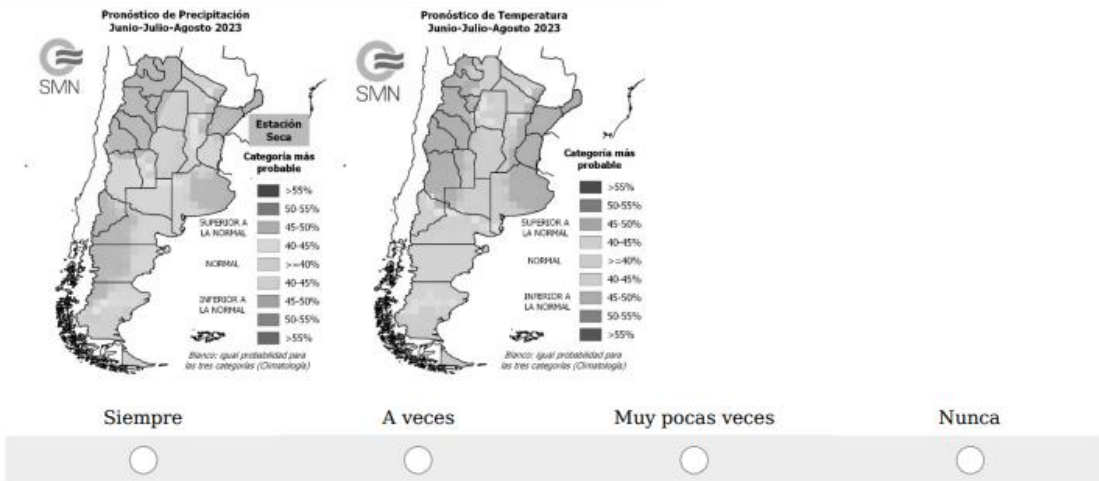 Pronóstico de Precipitación
Junio-Julio-Agosto 2023
SMN
Estación
Seca
Categoría más
probable
>55%
50-55%
SUPERIOR A
LA NORMAL
45-50%
40-45%
NORMAL
>=40%
40-45%
INFERIOR A
LA NORMAL
45-50%
50-55%
>55%
Blanco: igual probabilidad para
las tres categorías (Climatología)
Pronóstico de Temperatura
Junio-Julio-Agosto 2023
SMN
Categoría más
probable
>55%
50-55%
SUPERIOR A
LA NORMAL
45-50%
40-45%
NORMAL
>=40%
40-45%
INFERIOR A
LA NORMAL
45-50%
50-55%
>55%
Blanco: igual probabilidad para
las tres categorías (Climatología)
Siempre A veces Muy pocas veces Nunca